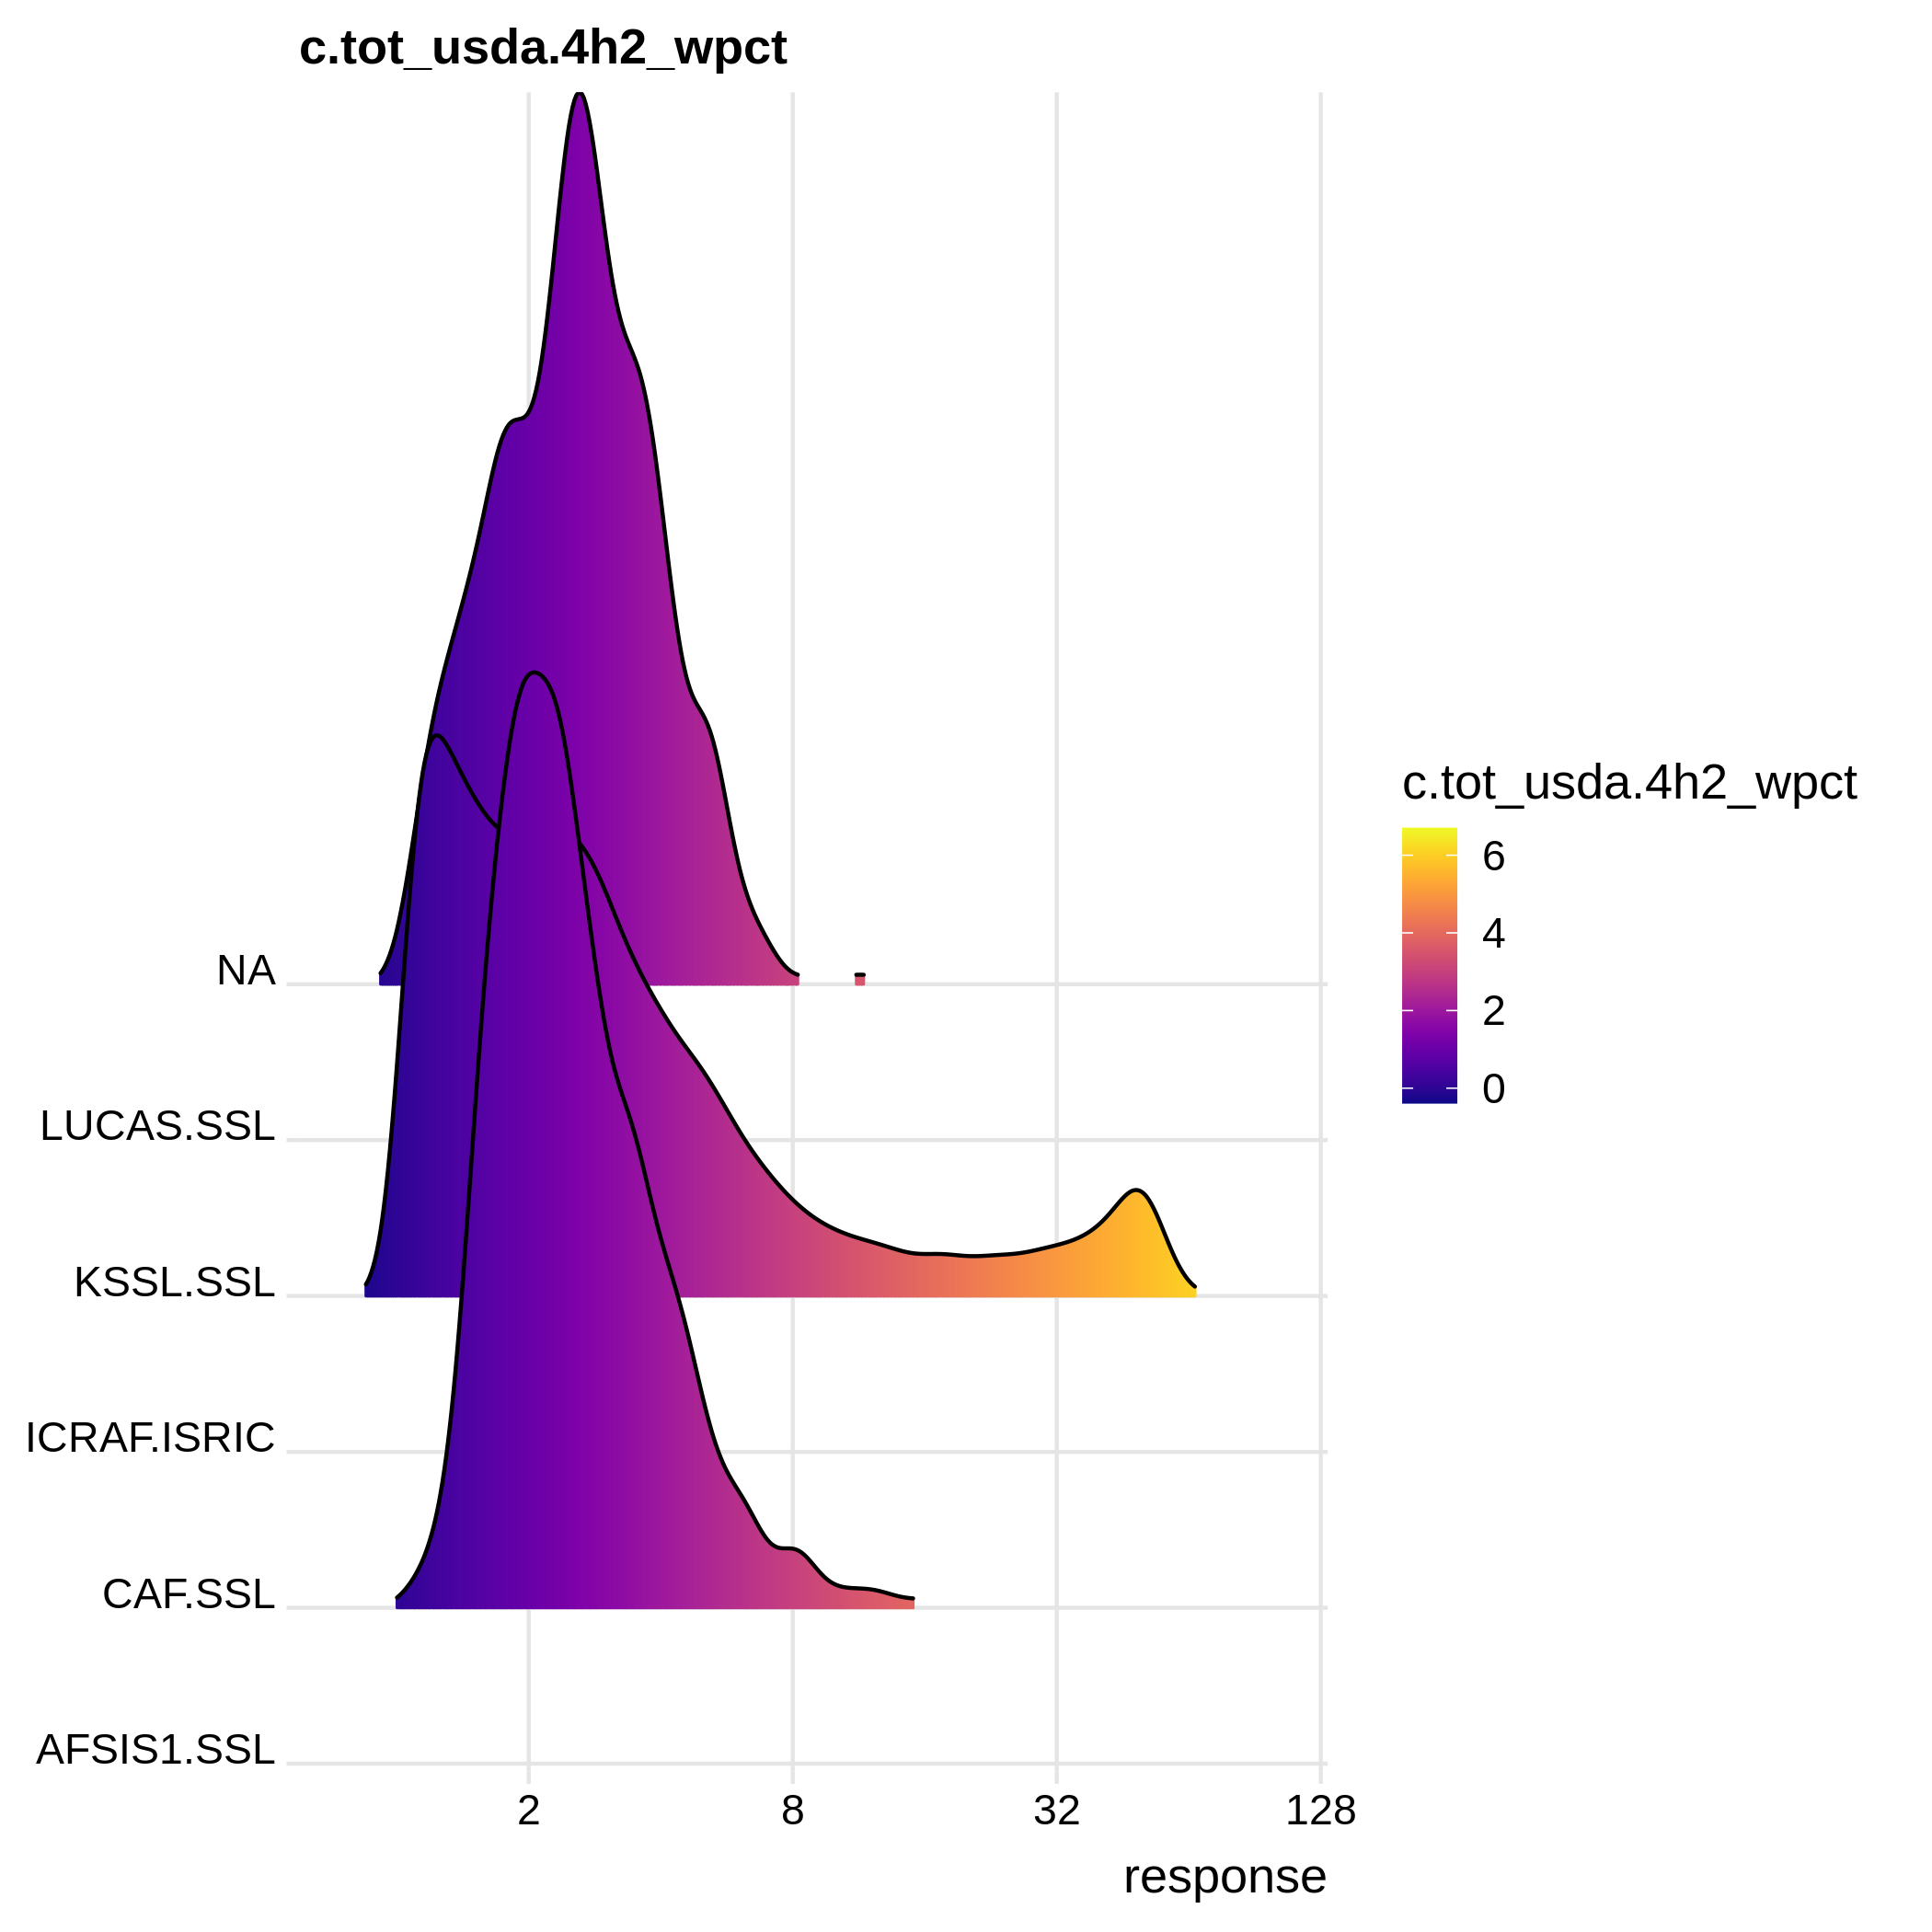 c.tot_usda.4h2_wpct
NA
LUCAS.SSL
KSSL.SSL
ICRAF.ISRIC
CAF.SSL
AFSIS1.SSL
2 8 32 128
response
c.tot_usda.4h2_wpct
6
4
2
0